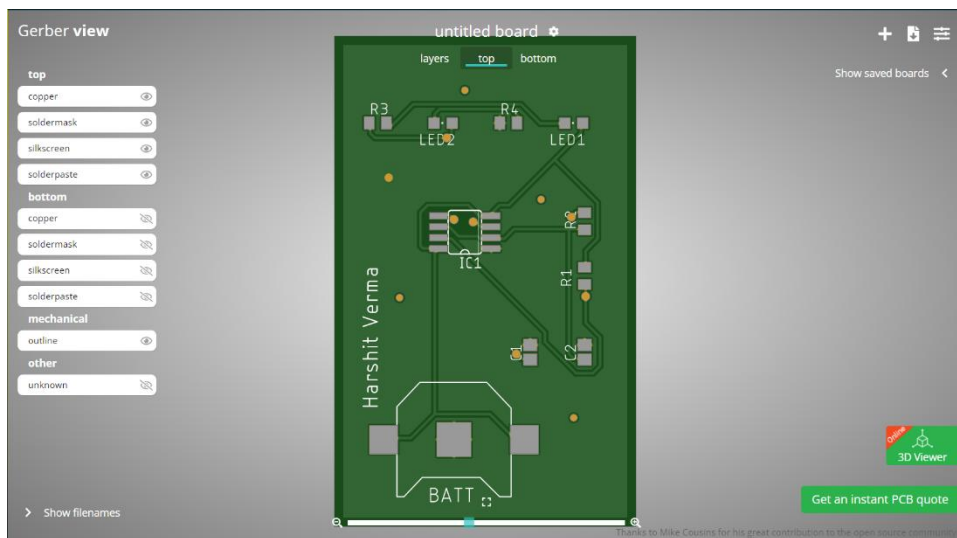 Gerber view
untitled board
layers top bottom
Show saved boards
top
copper
soldermask
silkscreen
solderpaste
bottom
copper
soldermask
silkscreen
solderpaste
mechanical
outline
other
unknown
Show filenames
R3
R4
LED2
LED1
R2
IC1
R1
Harshit Verma
C1
C2
BATT
Online
3D Viewer
Get an instant PCB quote
Thanks to Mike Cousins for his great contribution to the open source community